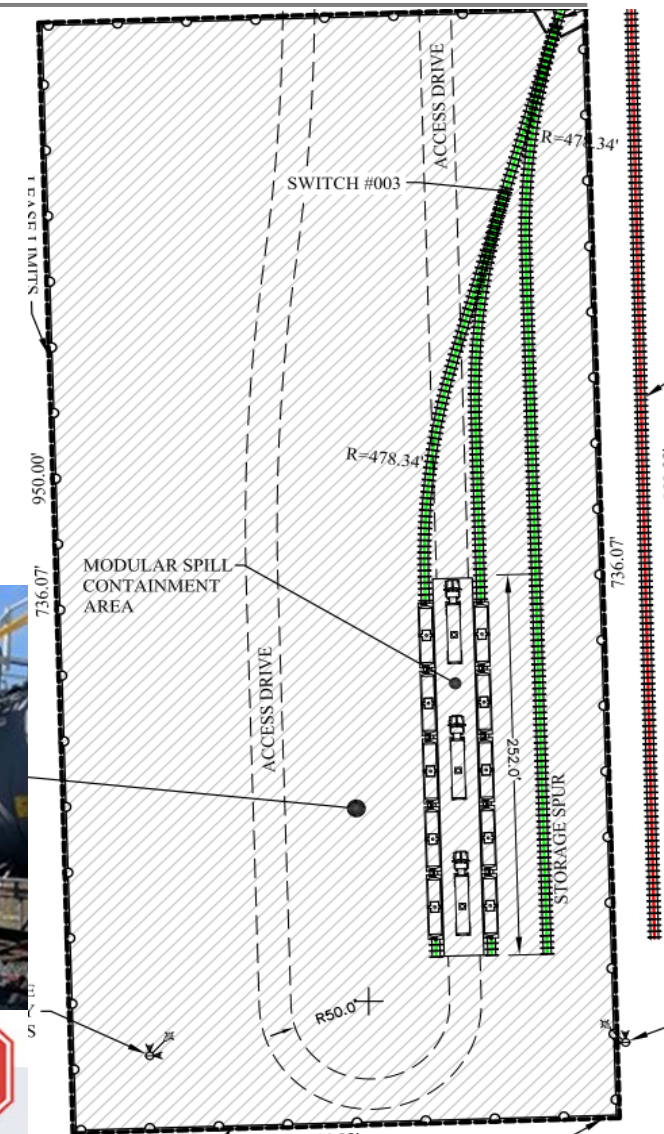 ACCESS DRIVE
R=478.34'
SWITCH #003
LEASE LIMITS
R=478.34'
950.00'
736.07'
736.07'
MODULAR SPILL
CONTAINMENT
AREA
ACCESS DRIVE
252.0'
STORAGE SPUR
R50.0'
E
Y
S